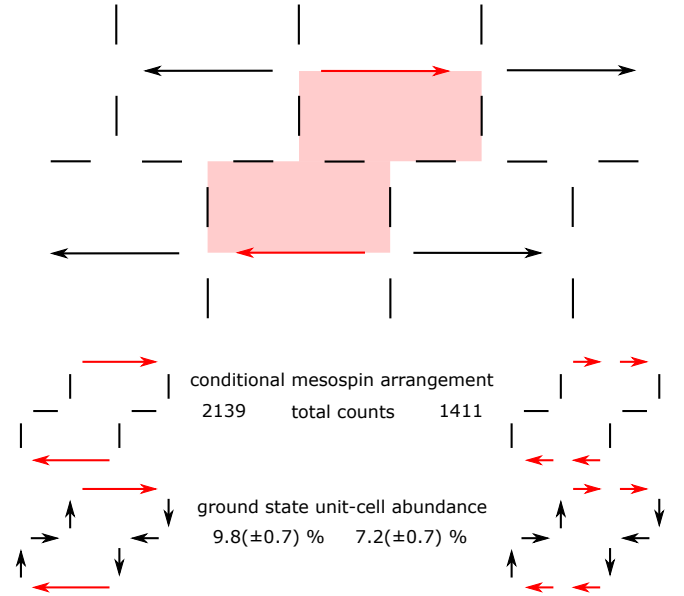 conditional mesospin arrangement
2139 total counts 1411
ground state unit-cell abundance
9.8(±0.7) % 7.2(±0.7) %